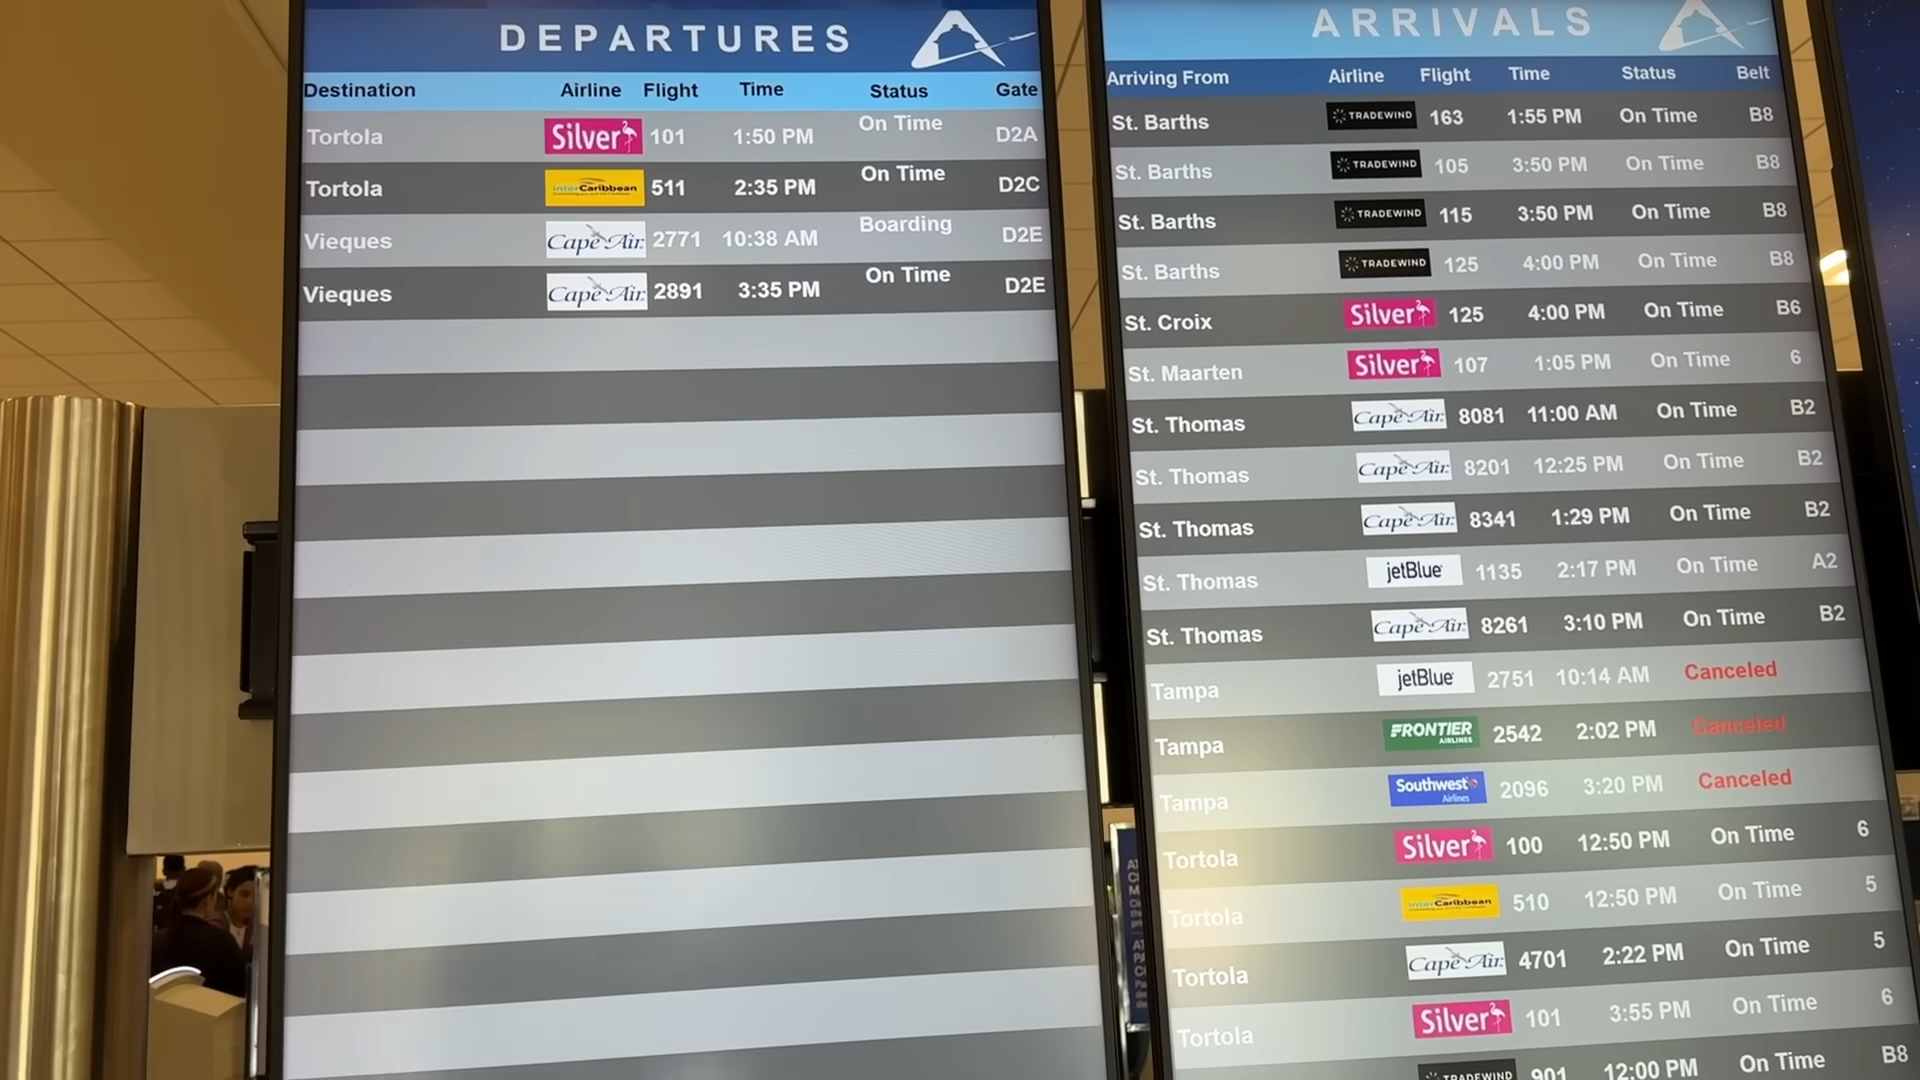 DEPARTURES
Destination Airline Flight Time Status Gate
Tortola Silver 101 1:50 PM On Time D2A
Tortola interCaribbean 511 2:35 PM On Time D2C
Vieques Cape Air 2771 10:38 AM Boarding D2E
Vieques Cape Air 2891 3:35 PM On Time D2E
ARRIVALS
Arriving From Airline Flight Time Status Belt
St. Barths TRADEWIND 163 1:55 PM On Time B8
St. Barths TRADEWIND 105 3:50 PM On Time B8
St. Barths TRADEWIND 115 3:50 PM On Time B8
St. Barths TRADEWIND 125 4:00 PM On Time B8
St. Croix Silver 125 4:00 PM On Time B6
St. Maarten Silver 107 1:05 PM On Time 6
St. Thomas Cape Air 8081 11:00 AM On Time B2
St. Thomas Cape Air 8201 12:25 PM On Time B2
St. Thomas Cape Air 8341 1:29 PM On Time B2
St. Thomas jetBlue 1135 2:17 PM On Time A2
St. Thomas Cape Air 8261 3:10 PM On Time B2
Tampa jetBlue 2751 10:14 AM Canceled
Tampa FRONTIER AIRLINES 2542 2:02 PM Canceled
Tampa Southwest Airlines 2096 3:20 PM Canceled
Tortola Silver 100 12:50 PM On Time 6
Tortola interCaribbean 510 12:50 PM On Time 5
Tortola Cape Air 4701 2:22 PM On Time 5
Tortola Silver 101 3:55 PM On Time 6
TRADEWIND 901 12:00 PM On Time B8